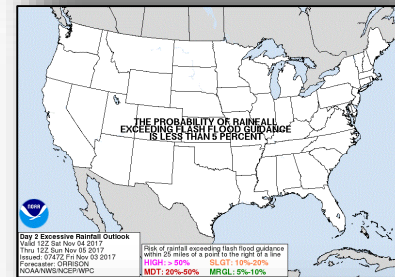 THE PROBABILITY OF RAINFALL
EXCEEDING FLASH FLOOD GUIDANCE
IS LESS THAN 5 PERCENT
NOAA
Day 2 Excessive Rainfall Outlook
Valid 12Z Sat Nov 04 2017
Thru 12Z Sun Nov 05 2017
Issued: 0747Z Fri Nov 03 2017
Forecaster: ORRISON
NOAA/NWS/NCEP/WPC
Risk of rainfall exceeding flash flood guidance
within 25 miles of a point to the right of a line
HIGH: > 50% SLGT: 10%-20%
MDT: 20%-50% MRGL: 5%-10%